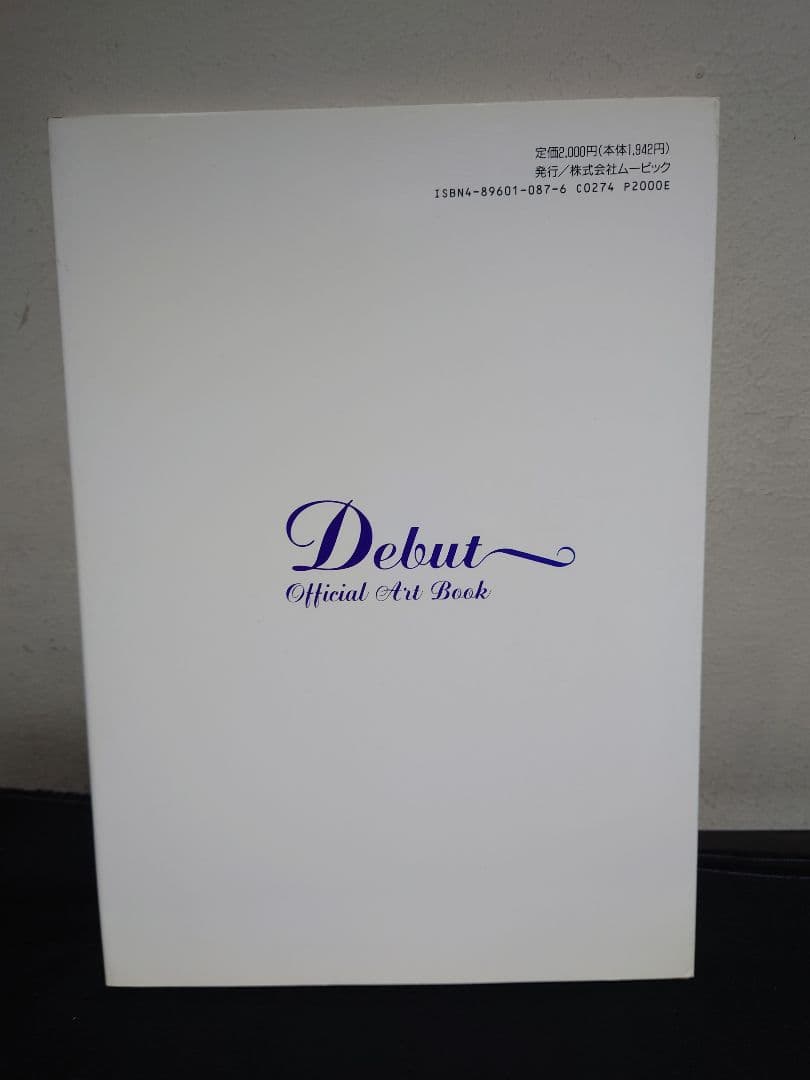 定価2,000円(本体1,942円)
発行／株式会社ムービック
ISBN4-89601-087-6 C0274 P2000E
Debut
Official Art Book